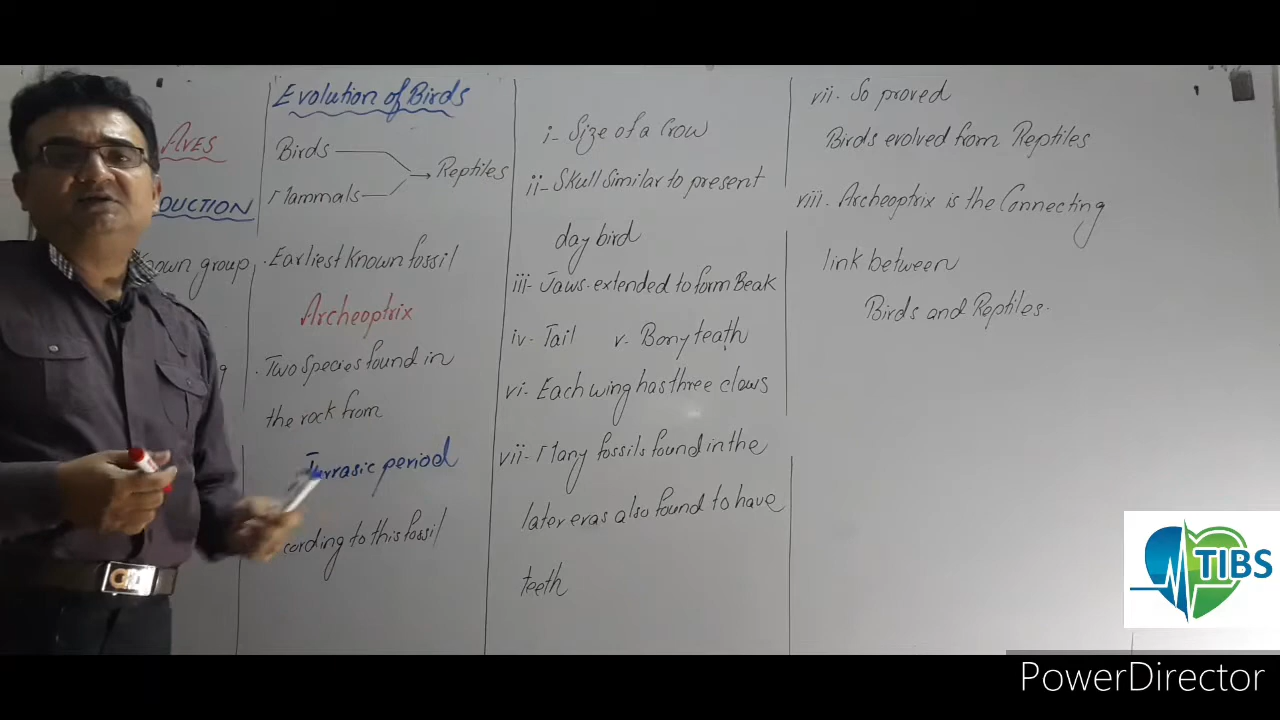 AVES
DUCTION
Known group
g
Evolution of Birds
Birds
Mammals
Reptiles
. Earliest Known fossil
Archeoptrix
. Two Species found in
the rock from
Jurrasic period
cording to this fossil
i- Size of a Crow
ii- Skull Similar to present
day bird
iii- Jaws-extended to form Beak
iv- Tail v- Bony teath
vi- Each wing has three claws
vii- Many fossils found in the
later eras also found to have
teeth
vii- So proved
Birds evolved from Reptiles
viii. Archeoptrix is the Connecting
link between
Birds and Reptiles.
TIBS
PowerDirector